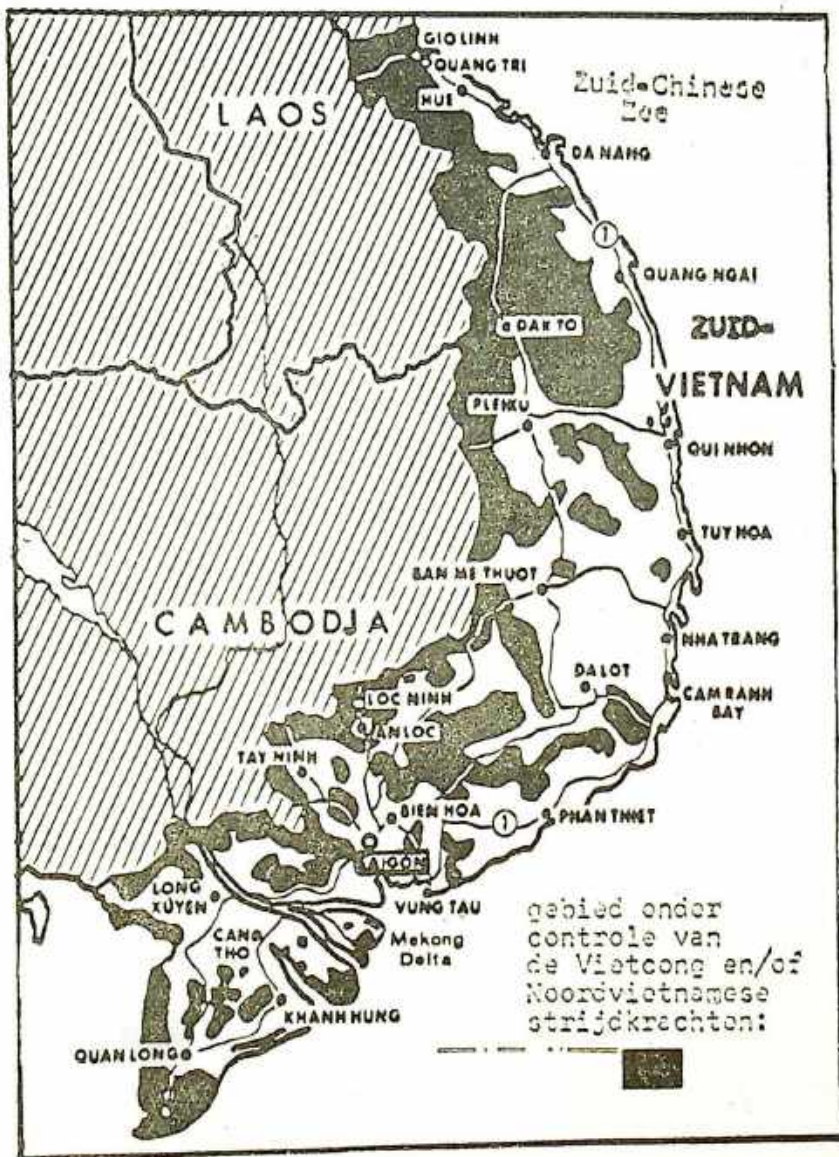 GIO LINH
QUANG TRI
HUE
Zuid-Chinese
Zee
LAOS
DA NANG
1
QUANG NGAI
DAK TO
ZUID-
VIETNAM
PLEIKU
QUI NHON
TUY HOA
BAN ME THUOT
CAMBODJA
NHA TRANG
DA LOT
CAM RANH
BAY
LOC NINH
AN LOC
TAY NINH
BIEN HOA
1
PHAN THIET
SAIGON
LONG
XUYEN
VUNG TAU
CANG
THO
Mekong
Delta
KHANH HUNG
QUAN LONG
gebied onder
controle van
de Vietcong en/of
Noordvietnamese
strijdkrachten: